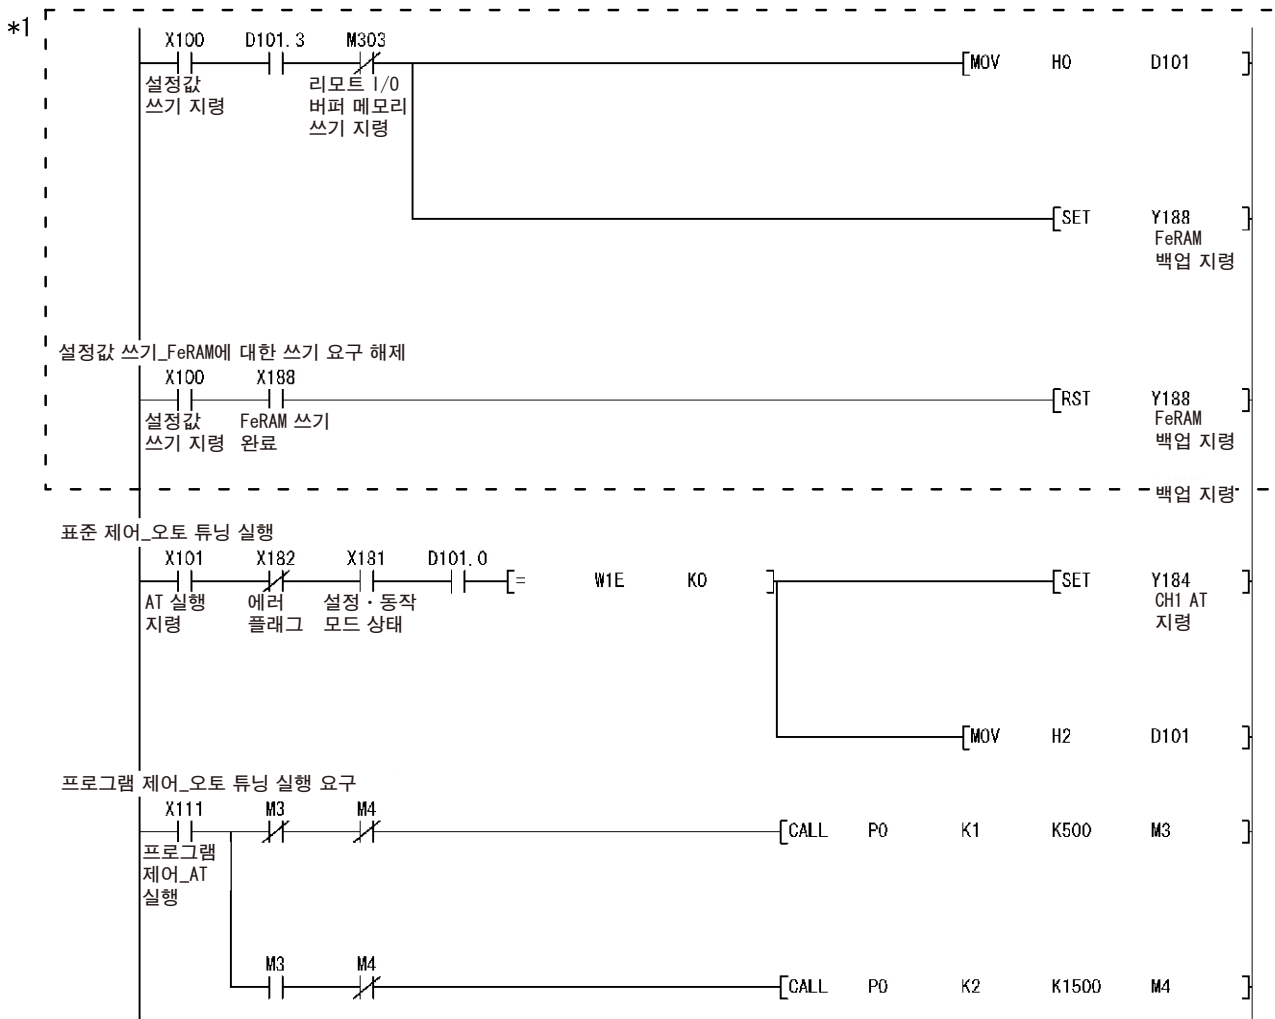 *1
X100 D101.3 M303
[MOV H0 D101 ]
설정값 리모트 I/O
쓰기 지령 버퍼 메모리
쓰기 지령
[SET Y188 ]
FeRAM
백업 지령
설정값 쓰기_FeRAM에 대한 쓰기 요구 해제
X100 X188
[RST Y188 ]
설정값 FeRAM 쓰기 FeRAM
쓰기 지령 완료 백업 지령
백업 지령
표준 제어_오토 튜닝 실행
X101 X182 X181 D101.0
[= W1E K0 ] [SET Y184 ]
AT 실행 에러 설정・동작 CH1 AT
지령 플래그 모드 상태 지령
[MOV H2 D101 ]
프로그램 제어_오토 튜닝 실행 요구
X111 M3 M4
[CALL P0 K1 K500 M3 ]
프로그램
제어_AT
실행
M3 M4
[CALL P0 K2 K1500 M4 ]